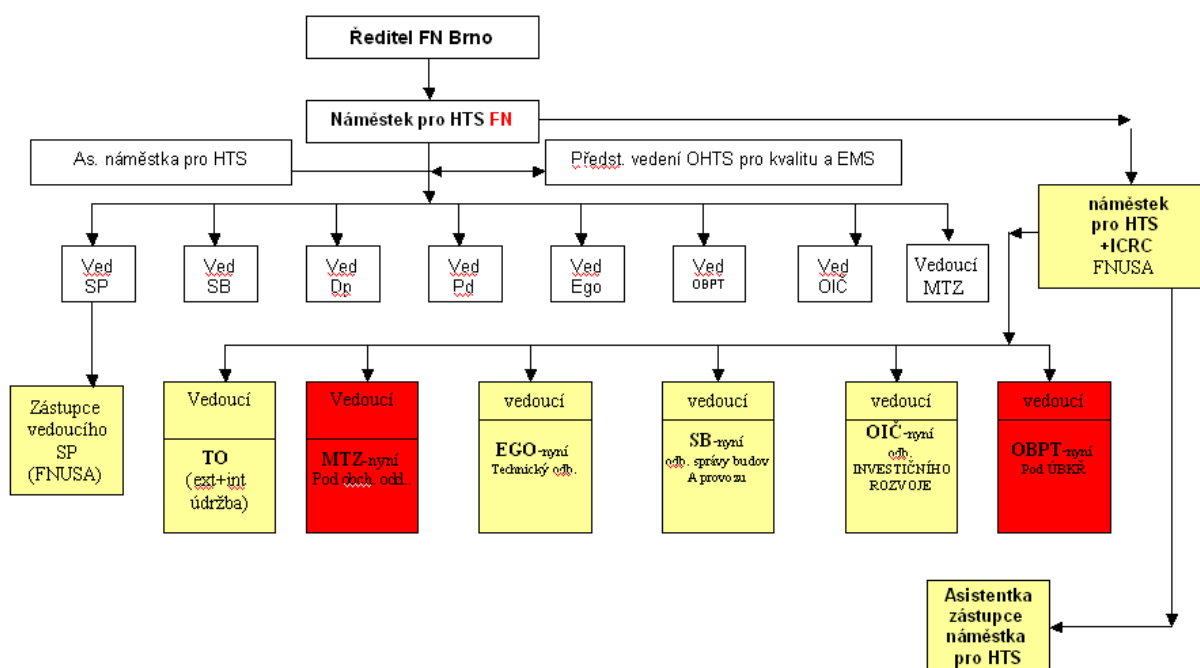 Ředitel FN Brno
Náměstek pro HTS FN
As. náměstka pro HTS
Předst. vedení OHTS pro kvalitu a EMS
náměstek
pro HTS
+ICRC
FNUSA
Ved
SP
Ved
SB
Ved
Dp
Ved
Pd
Ved
Ego
Ved
OBPT
Ved
OIČ
Vedoucí
MTZ
Zástupce
vedoucího
SP
(FNUSA)
Vedoucí
TO
(ext+int
údržba)
Vedoucí
MTZ-nyní
Pod obch. odd..
vedoucí
EGO-nyní
Technický odb.
vedoucí
SB-nyní
odb. správy budov
A provozu
vedoucí
OIČ-nyní
odb.
INVESTIČNÍHO
ROZVOJE
vedoucí
OBPT-nyní
Pod ÚBKŘ
Asistentka
zástupce
náměstka
pro HTS